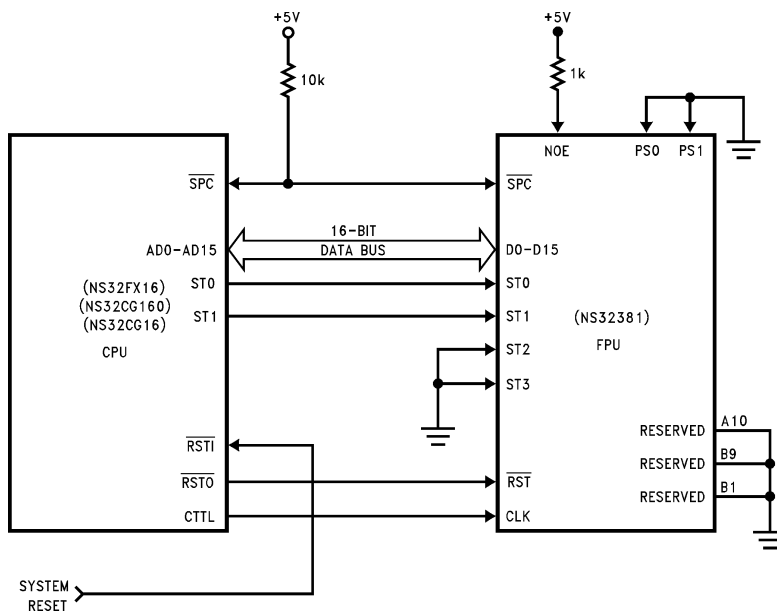 +5V
+5V
10k
1k
NOE
PS0
PS1
SPC
SPC
16-BIT
DATA BUS
AD0-AD15
D0-D15
ST0
ST0
(NS32FX16)
(NS32CG160)
(NS32CG16)
CPU
ST1
ST1
(NS32381)
FPU
ST2
ST3
RSTI
RESERVED
A10
RESERVED
B9
RSTO
RST
RESERVED
B1
CTTL
CLK
SYSTEM
RESET